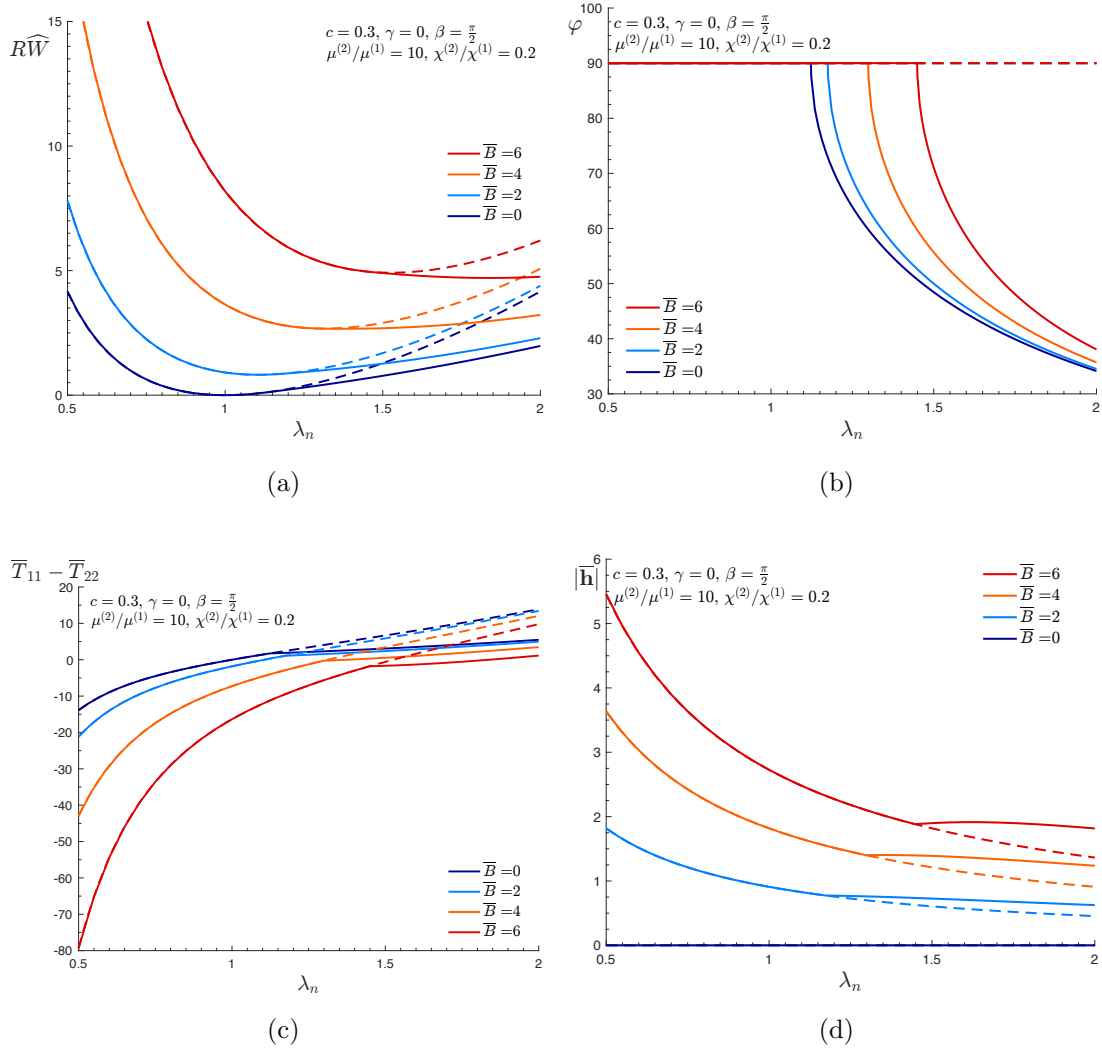 15
10
5
0
0.5
1
1.5
2
RŴ
λₙ
c = 0.3, γ = 0, β = π/2
μ⁽²⁾/μ⁽¹⁾ = 10, χ⁽²⁾/χ⁽¹⁾ = 0.2
B̅ =6
B̅ =4
B̅ =2
B̅ =0
(a)
φ
100
90
80
70
60
50
40
30
0.5
1
1.5
2
λₙ
c = 0.3, γ = 0, β = π/2
μ⁽²⁾/μ⁽¹⁾ = 10, χ⁽²⁾/χ⁽¹⁾ = 0.2
B̅ =6
B̅ =4
B̅ =2
B̅ =0
(b)
T̅₁₁ − T̅₂₂
20
10
0
-10
-20
-30
-40
-50
-60
-70
-80
0.5
1
1.5
2
λₙ
c = 0.3, γ = 0, β = π/2
μ⁽²⁾/μ⁽¹⁾ = 10, χ⁽²⁾/χ⁽¹⁾ = 0.2
B̅ =0
B̅ =2
B̅ =4
B̅ =6
(c)
|h̅|
6
5
4
3
2
1
0
0.5
1
1.5
2
λₙ
c = 0.3, γ = 0, β = π/2
μ⁽²⁾/μ⁽¹⁾ = 10, χ⁽²⁾/χ⁽¹⁾ = 0.2
B̅ =6
B̅ =4
B̅ =2
B̅ =0
(d)